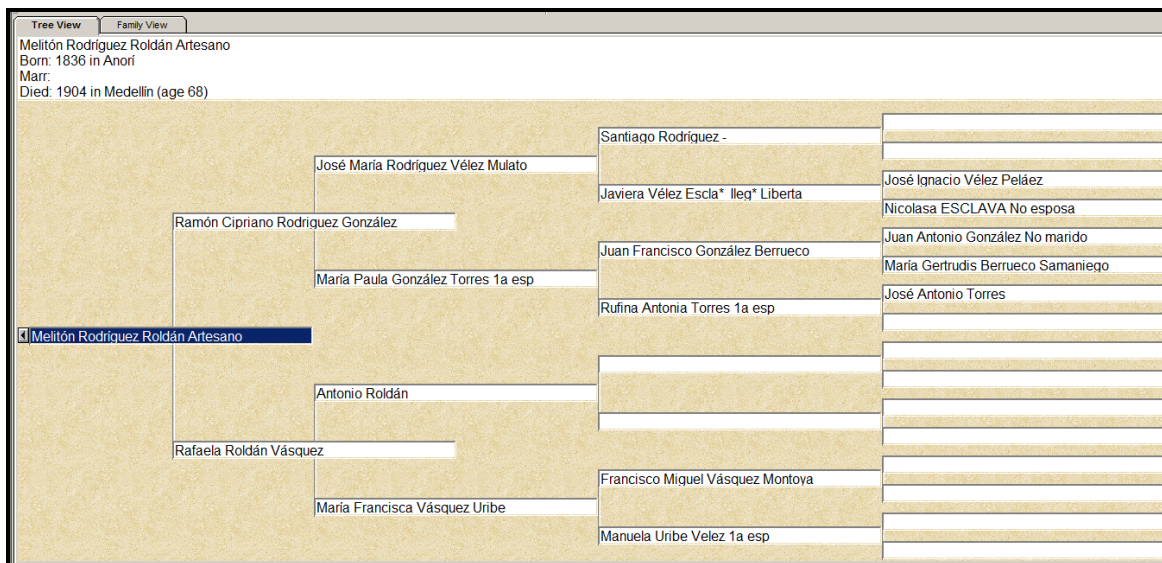 Tree View
Family View
Melitón Rodríguez Roldán Artesano
Born: 1836 in Anorí
Marr:
Died: 1904 in Medellín (age 68)
Santiago Rodríguez -
José María Rodríguez Vélez Mulato
José Ignacio Vélez Peláez
Javiera Vélez Escla* Ileg* Liberta
Nicolasa ESCLAVA No esposa
Ramón Cipriano Rodriguez González
Juan Antonio González No marido
Juan Francisco González Berrueco
María Gertrudis Berrueco Samaniego
María Paula González Torres 1a esp
José Antonio Torres
Rufina Antonia Torres 1a esp
Melitón Rodríguez Roldán Artesano
Antonio Roldán
Rafaela Roldán Vásquez
Francisco Miguel Vásquez Montoya
María Francisca Vásquez Uribe
Manuela Uribe Velez 1a esp